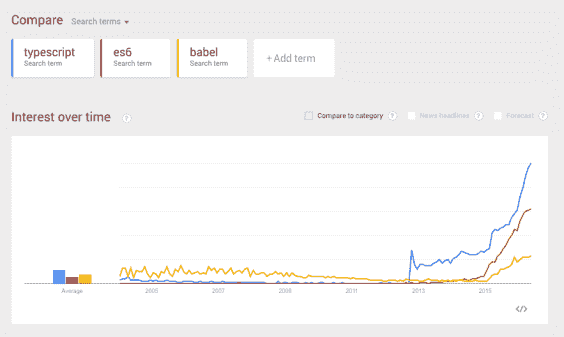 Compare Search terms
typescript es6 babel + Add term
Search term Search term Search term
Interest over time ? Compare to category ? News headlines ? Forecast ?
Average 2005 2007 2009 2011 2013 2015
</>